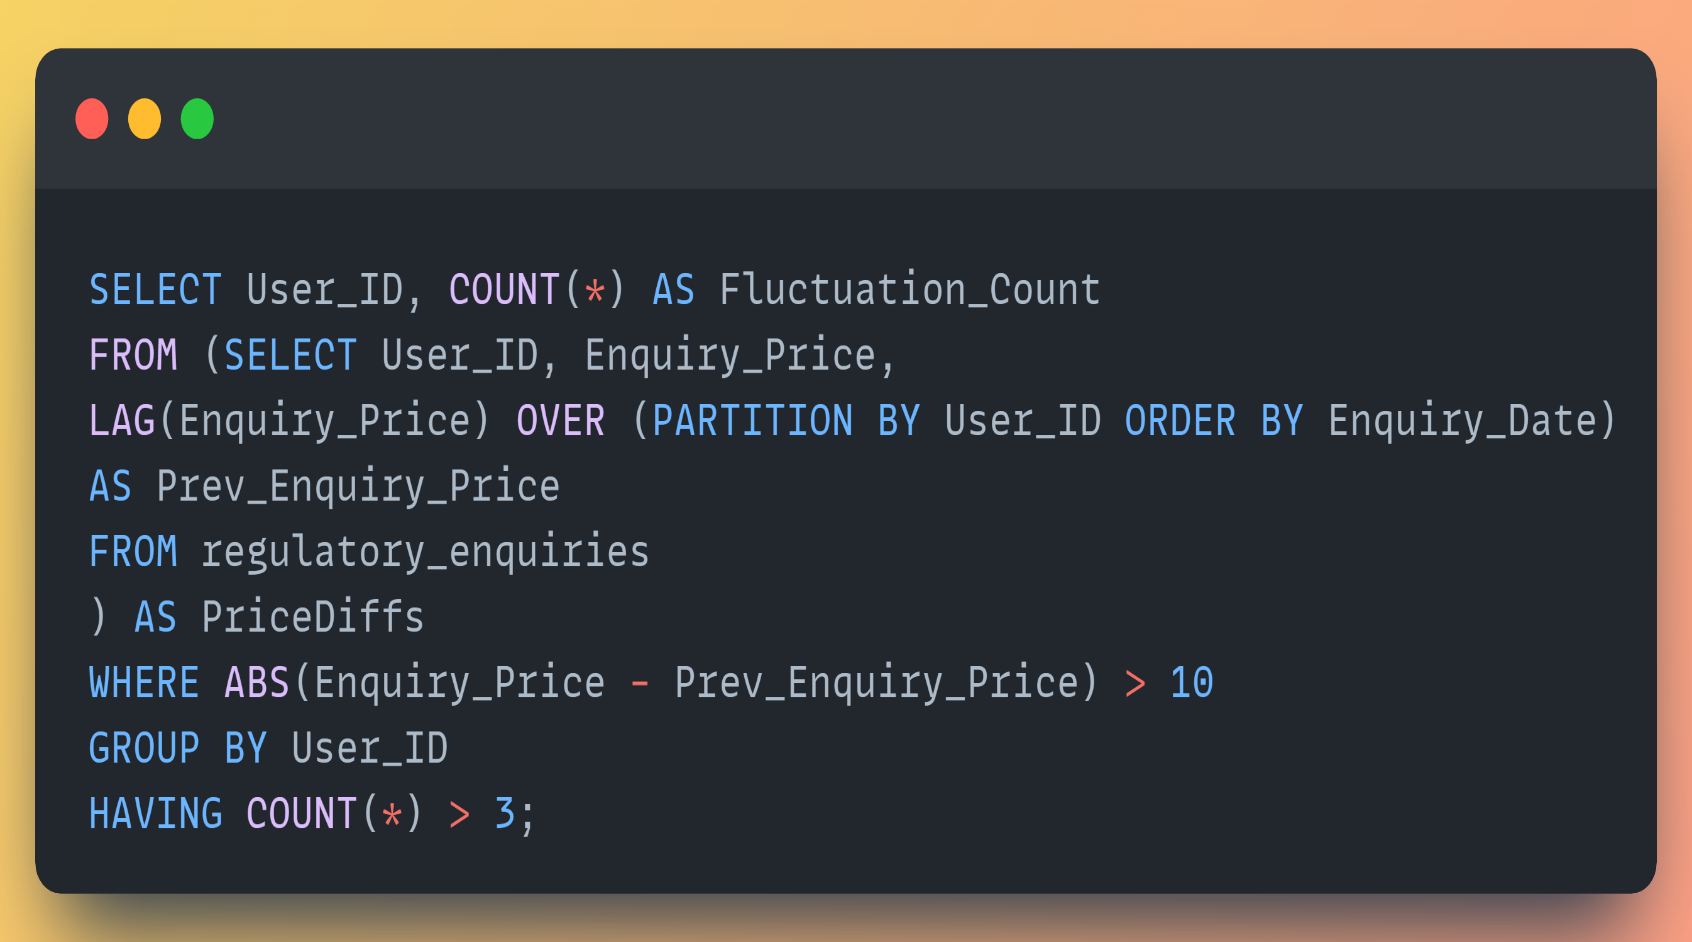 SELECT User_ID, COUNT(*) AS Fluctuation_Count
FROM (SELECT User_ID, Enquiry_Price,
LAG(Enquiry_Price) OVER (PARTITION BY User_ID ORDER BY Enquiry_Date)
AS Prev_Enquiry_Price
FROM regulatory_enquiries
) AS PriceDiffs
WHERE ABS(Enquiry_Price - Prev_Enquiry_Price) > 10
GROUP BY User_ID
HAVING COUNT(*) > 3;